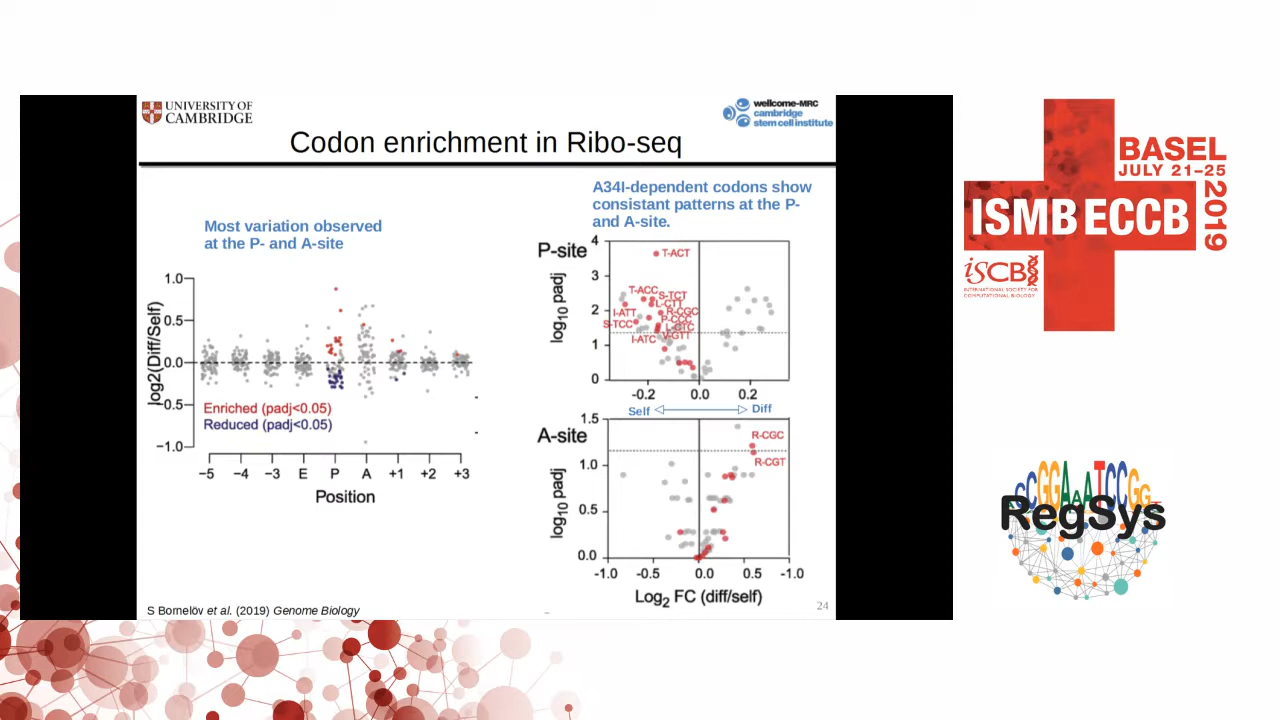 UNIVERSITY OF
CAMBRIDGE
wellcome-MRC
cambridge
stem cell institute
Codon enrichment in Ribo-seq
Most variation observed
at the P- and A-site
A34I-dependent codons show
consistant patterns at the P-
and A-site.
log2(Diff/Self)
1.0
0.5
0.0
−0.5
−1.0
Enriched (padj<0.05)
Reduced (padj<0.05)
−5 −4 −3 E P A +1 +2 +3
Position
P-site
log10 padj
4
3
2
1
0
T-ACT
T-ACC
S-TCT
L-CTT
I-ATT
R-CGC
P-CCC
S-TCC
L-CTC
V-GTT
I-ATC
-0.2 0.0 0.2
Self Diff
A-site
log10 padj
1.5
1.0
0.5
0.0
R-CGC
R-CGT
-1.0 -0.5 0.0 0.5 -1.0
Log2 FC (diff/self)
S Bornelöv et al. (2019) Genome Biology
24
BASEL
JULY 21–25
2019
ISMB ECCB
ISCB
INTERNATIONAL SOCIETY FOR
COMPUTATIONAL BIOLOGY
RegSys